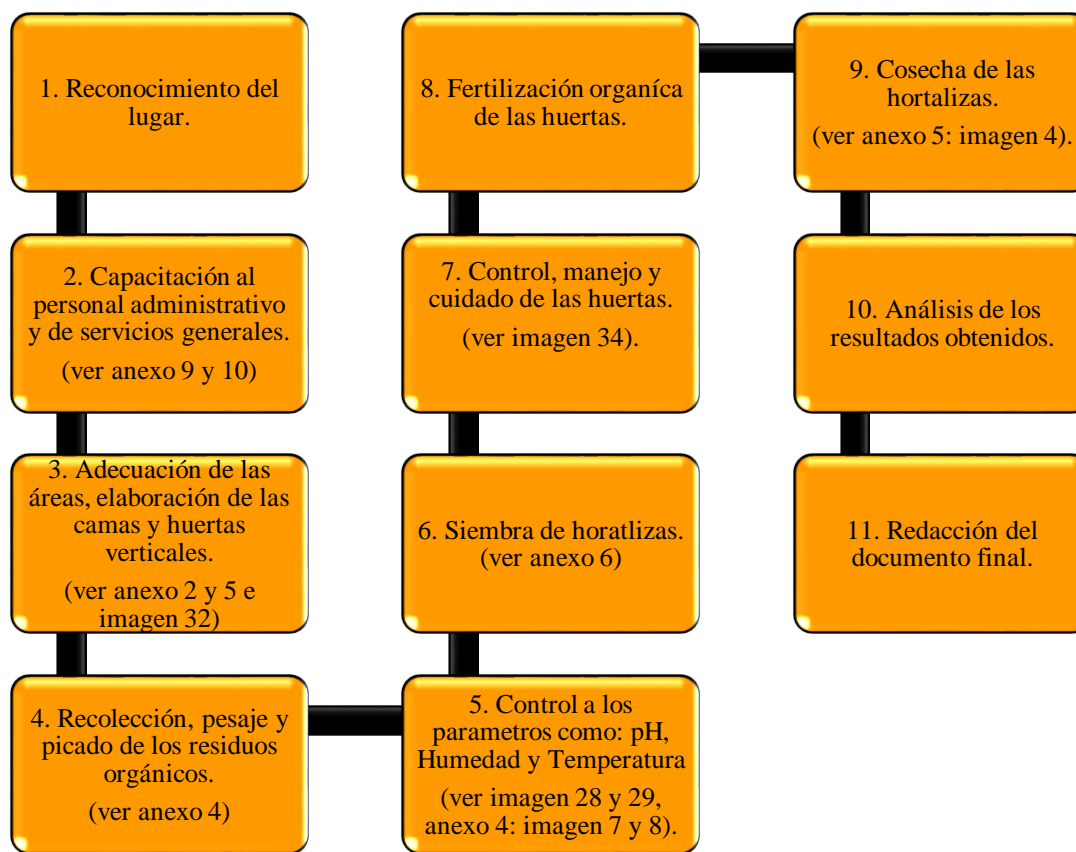 1. Reconocimiento del
lugar.
2. Capacitación al
personal administrativo
y de servicios generales.
(ver anexo 9 y 10)
3. Adecuación de las
áreas, elaboración de las
camas y huertas
verticales.
(ver anexo 2 y 5 e
imagen 32)
4. Recolección, pesaje y
picado de los residuos
orgánicos.
(ver anexo 4)
5. Control a los
parametros como: pH,
Humedad y Temperatura
(ver imagen 28 y 29,
anexo 4: imagen 7 y 8).
6. Siembra de horatlizas.
(ver anexo 6)
7. Control, manejo y
cuidado de las huertas.
(ver imagen 34).
8. Fertilización organíca
de las huertas.
9. Cosecha de las
hortalizas.
(ver anexo 5: imagen 4).
10. Análisis de los
resultados obtenidos.
11. Redacción del
documento final.